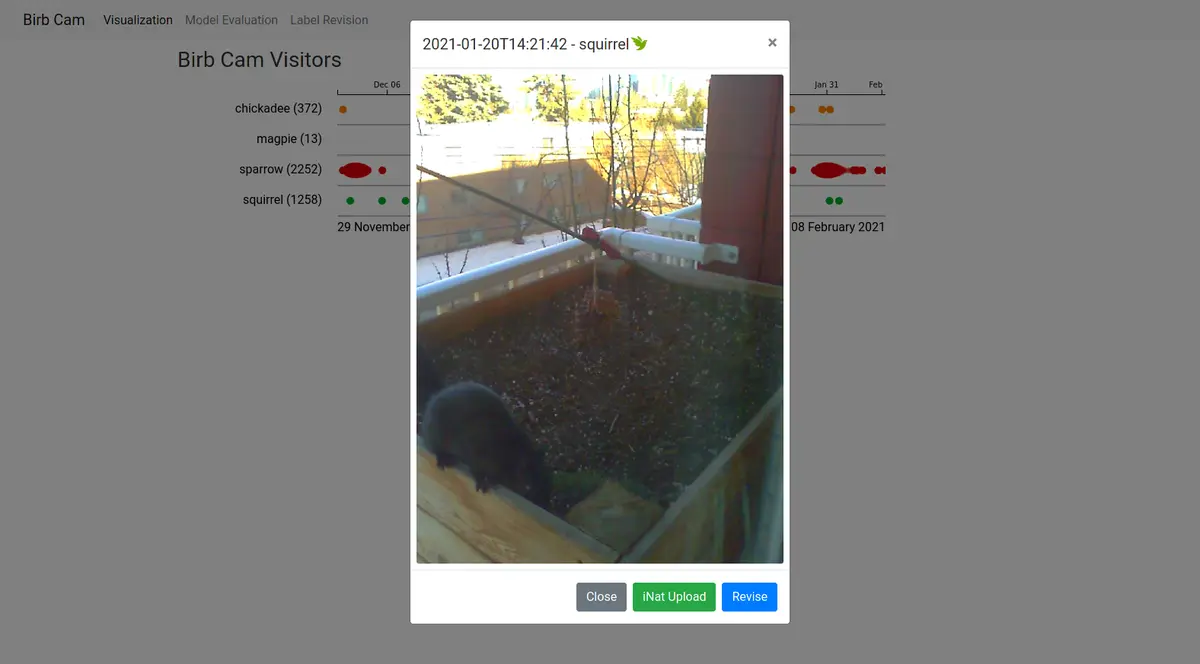 Birb Cam Visualization Model Evaluation Label Revision
2021-01-20T14:21:42 - squirrel
×
Birb Cam Visitors
Dec 06 Jan 31 Feb
chickadee (372)
magpie (13)
sparrow (2252)
squirrel (1258)
29 November 08 February 2021
Close iNat Upload Revise